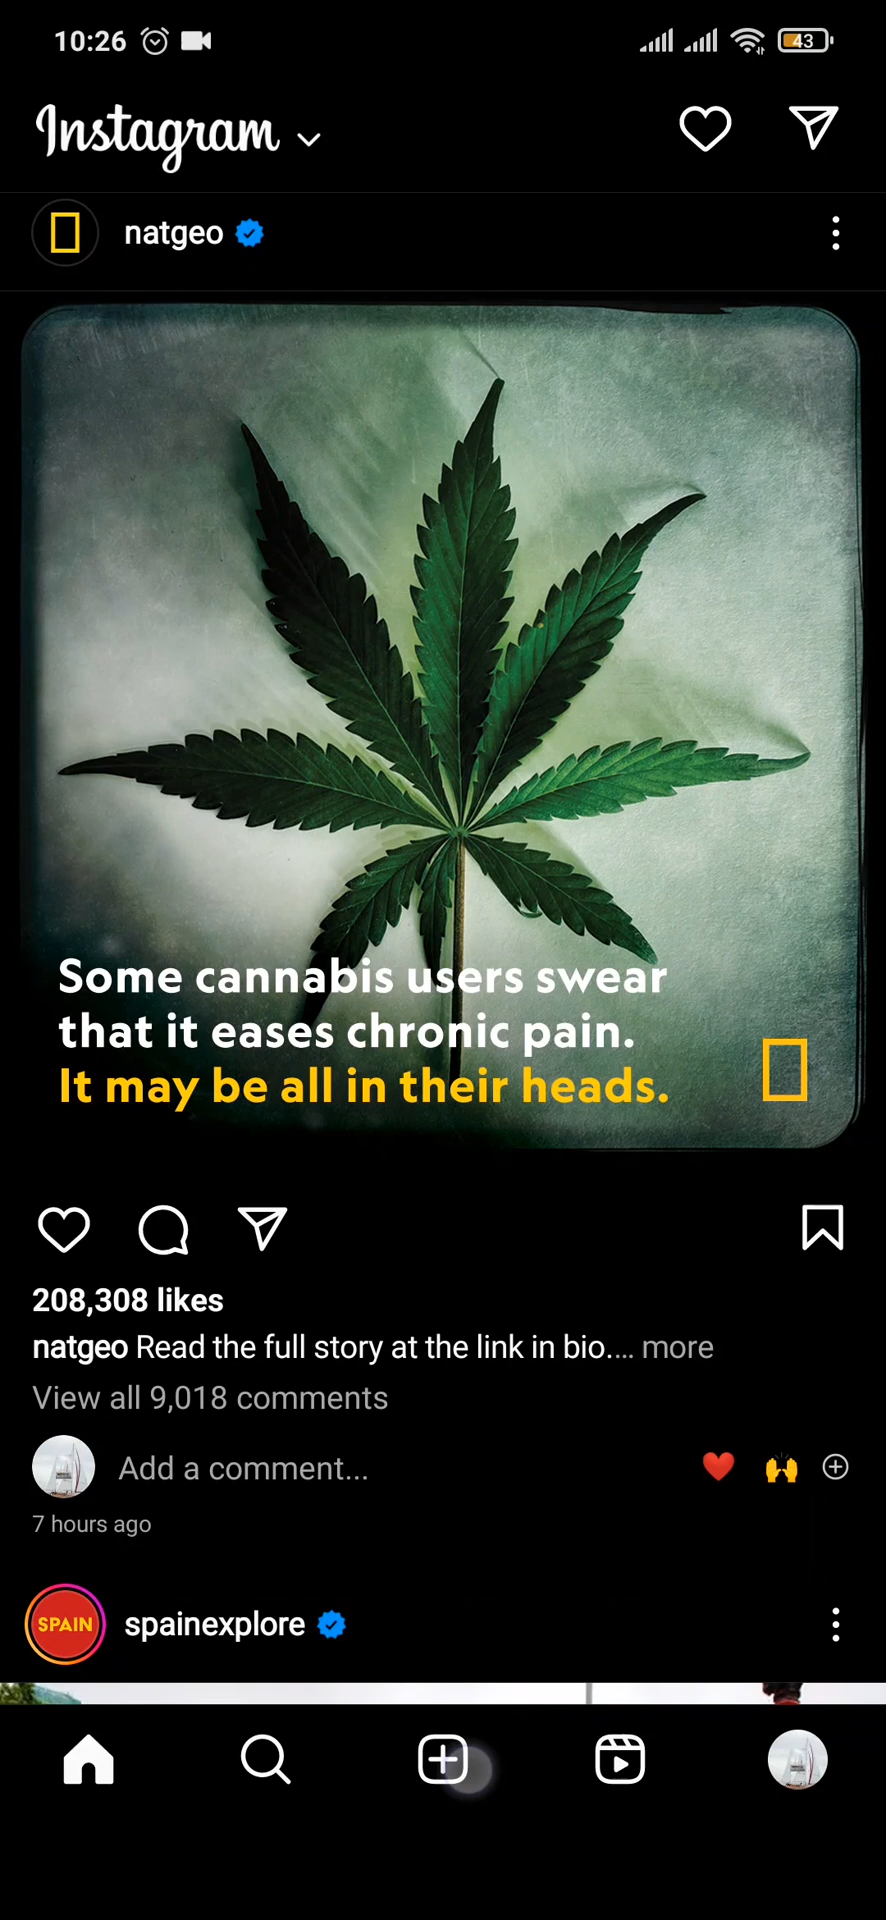 10:26
43
Instagram
natgeo
Some cannabis users swear
that it eases chronic pain.
It may be all in their heads.
208,308 likes
natgeo Read the full story at the link in bio.... more
View all 9,018 comments
Add a comment...
7 hours ago
SPAIN
spainexplore